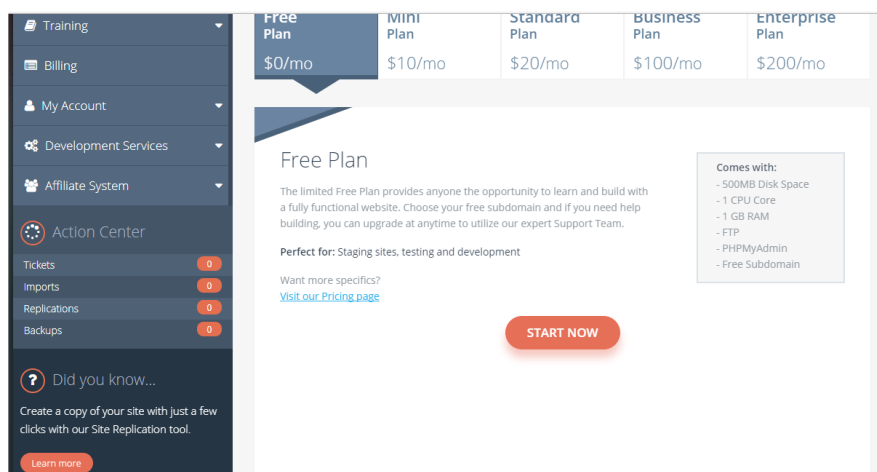 Training
Billing
My Account
Development Services
Affiliate System
Action Center
Tickets 0
Imports 0
Replications 0
Backups 0
Did you know...
Create a copy of your site with just a few
clicks with our Site Replication tool.
Learn more
Free
Plan
$0/mo
Mini
Plan
$10/mo
Standard
Plan
$20/mo
Business
Plan
$100/mo
Enterprise
Plan
$200/mo
Free Plan
The limited Free Plan provides anyone the opportunity to learn and build with
a fully functional website. Choose your free subdomain and if you need help
building, you can upgrade at anytime to utilize our expert Support Team.
Perfect for: Staging sites, testing and development
Want more specifics?
Visit our Pricing page
START NOW
Comes with:
- 500MB Disk Space
- 1 CPU Core
- 1 GB RAM
- FTP
- PHPMyAdmin
- Free Subdomain